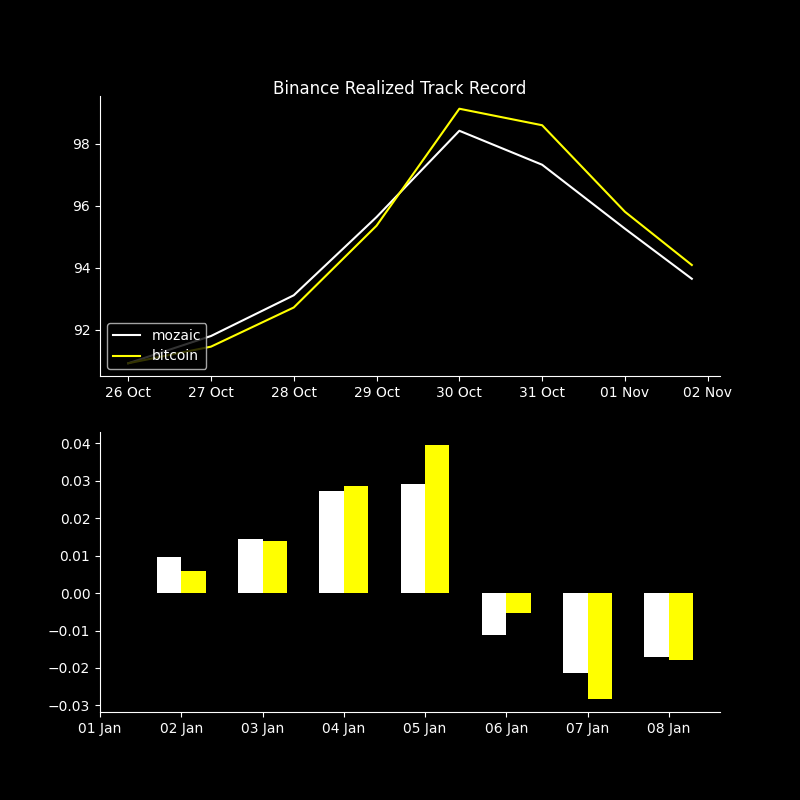 Binance Realized Track Record
98
96
94
92
mozaic
bitcoin
26 Oct 27 Oct 28 Oct 29 Oct 30 Oct 31 Oct 01 Nov 02 Nov
0.04
0.03
0.02
0.01
0.00
−0.01
−0.02
−0.03
01 Jan 02 Jan 03 Jan 04 Jan 05 Jan 06 Jan 07 Jan 08 Jan